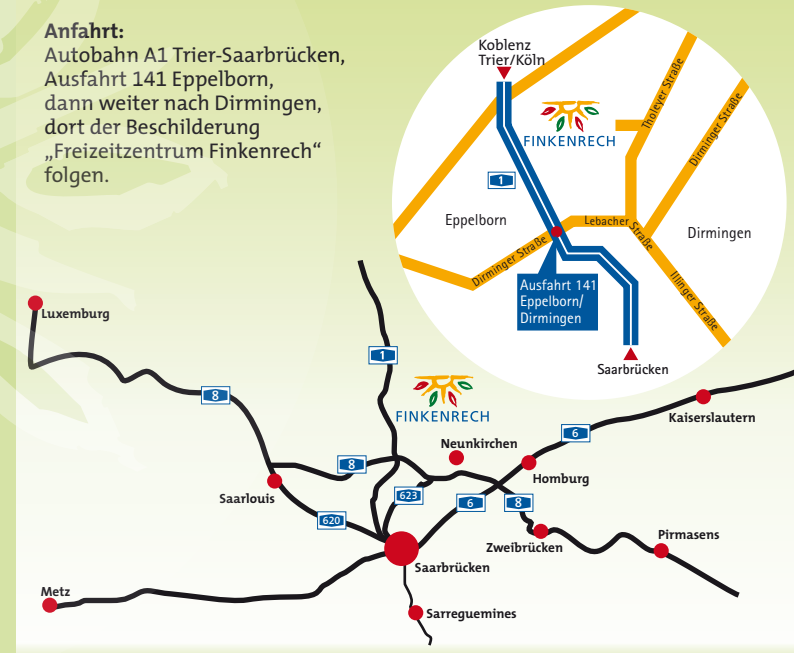 Anfahrt:
Autobahn A1 Trier-Saarbrücken,
Ausfahrt 141 Eppelborn,
dann weiter nach Dirmingen,
dort der Beschilderung
„Freizeitzentrum Finkenrech“
folgen.
Koblenz
Trier/Köln
FINKENRECH
Tholeyer Straße
Dirminger Straße
1
Eppelborn
Lebacher Straße
Dirmingen
Dirminger Straße
Illinger Straße
Ausfahrt 141
Eppelborn/
Dirmingen
Saarbrücken
Luxemburg
1
8
FINKENRECH
Kaiserslautern
6
Neunkirchen
8
Homburg
Saarlouis
623
6
8
620
Zweibrücken
Pirmasens
Saarbrücken
Metz
Sarreguemines